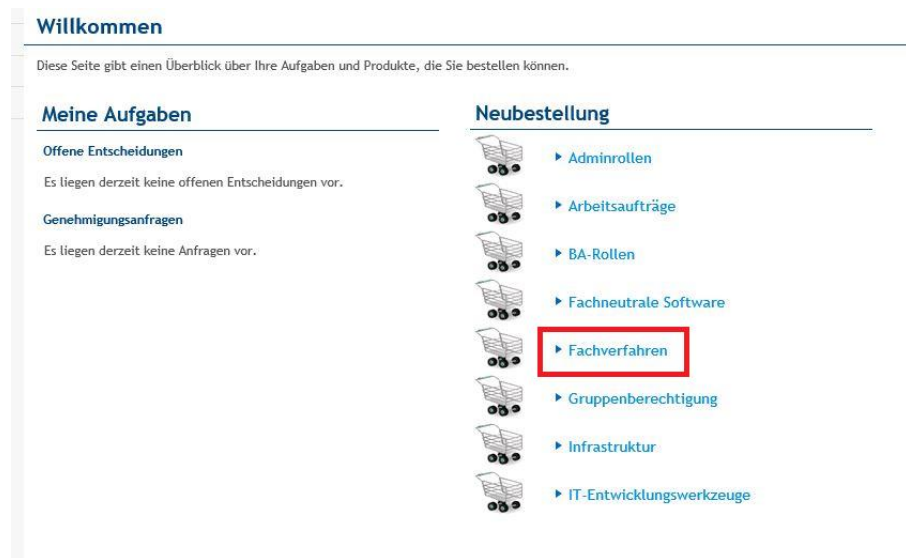 Willkommen
Diese Seite gibt einen Überblick über Ihre Aufgaben und Produkte, die Sie bestellen können.
Meine Aufgaben
Offene Entscheidungen
Es liegen derzeit keine offenen Entscheidungen vor.
Genehmigungsanfragen
Es liegen derzeit keine Anfragen vor.
Neubestellung
Adminrollen
Arbeitsaufträge
BA-Rollen
Fachneutrale Software
Fachverfahren
Gruppenberechtigung
Infrastruktur
IT-Entwicklungswerkzeuge